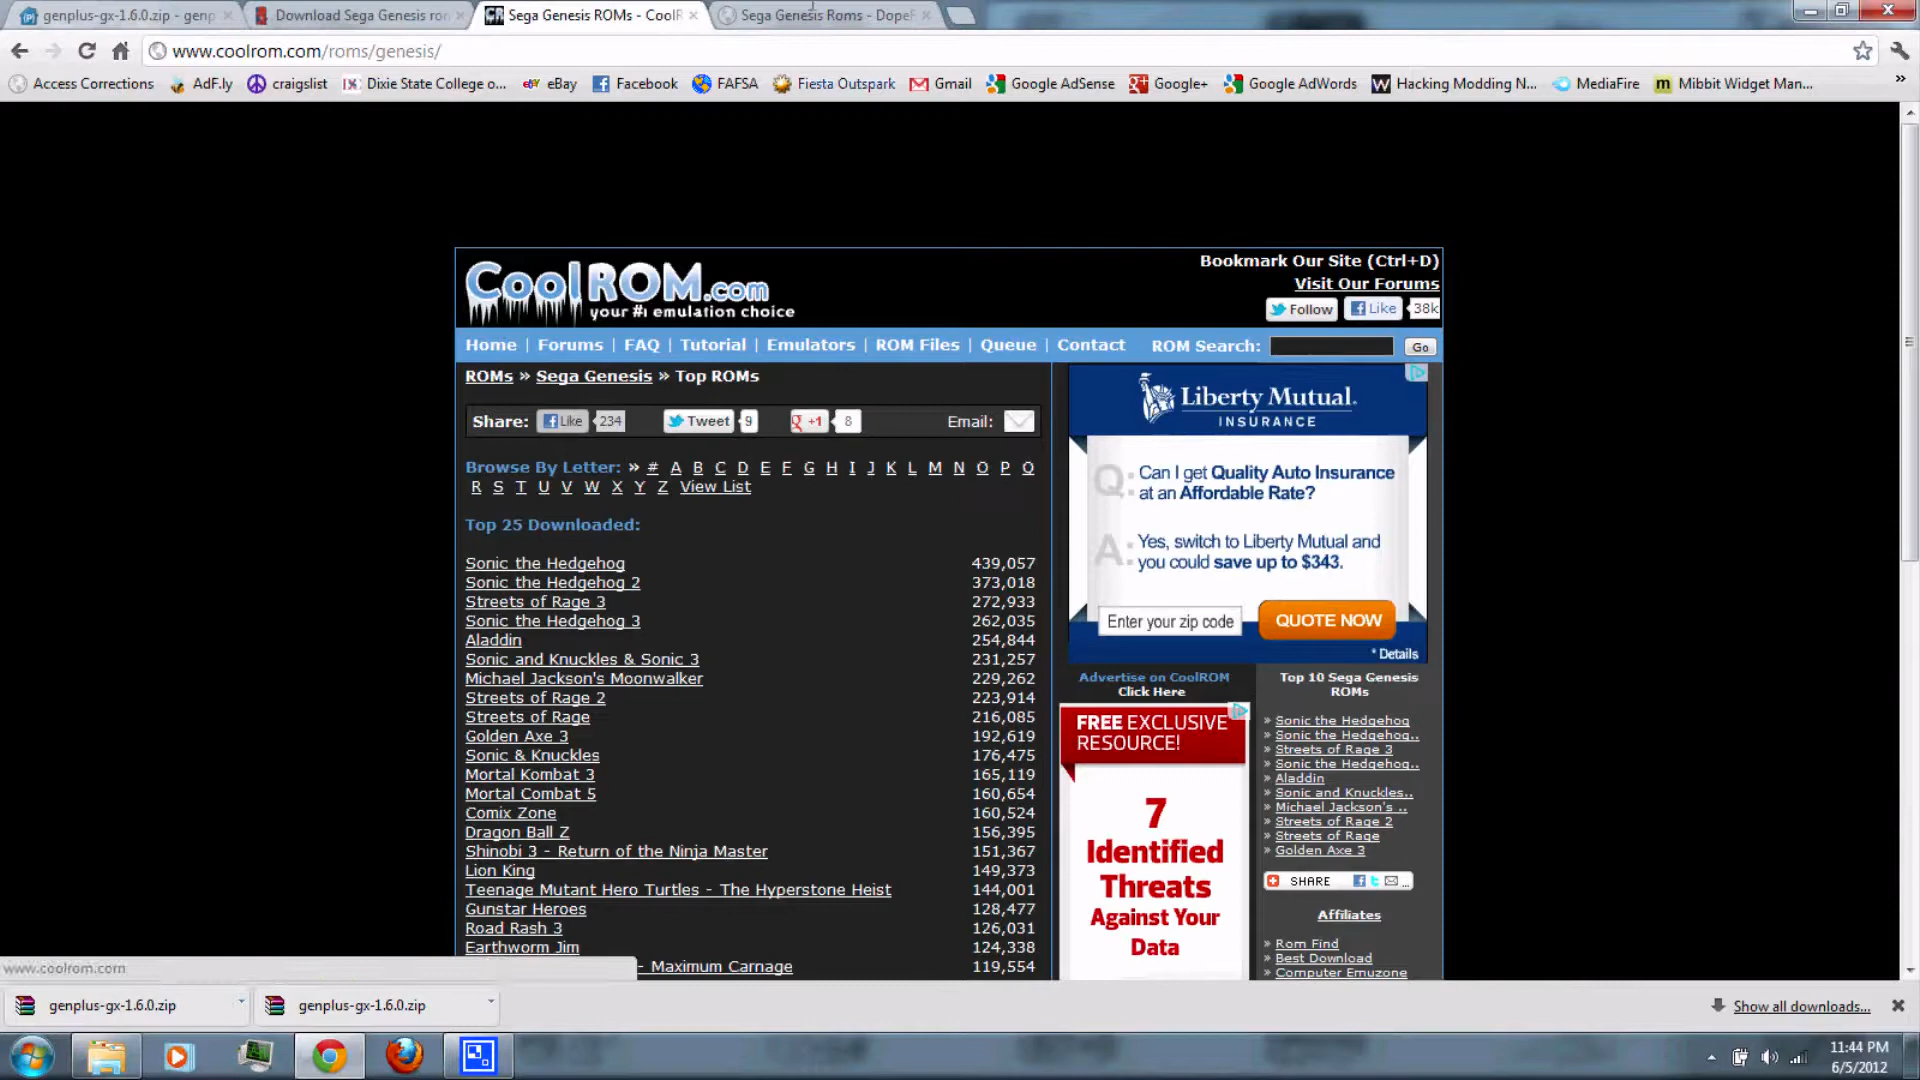 genplus-gx-1.6.0.zip - genp
Download Sega Genesis ron
Sega Genesis ROMs - CoolR
Sega Genesis Roms - DopeR
www.coolrom.com/roms/genesis/
Access Corrections
AdF.ly
craigslist
Dixie State College o...
eBay
Facebook
FAFSA
Fiesta Outspark
Gmail
Google AdSense
Google+
Google AdWords
Hacking Modding N...
MediaFire
Mibbit Widget Man...
»
CoolROM.com
your #1 emulation choice
Bookmark Our Site (Ctrl+D)
Visit Our Forums
Follow
Like 38k
Home | Forums | FAQ | Tutorial | Emulators | ROM Files | Queue | Contact
ROM Search: Go
ROMs » Sega Genesis » Top ROMs
Share: Like 234 Tweet 9 +1 8 Email:
Browse By Letter: » # A B C D E F G H I J K L M N O P Q
R S T U V W X Y Z View List
Top 25 Downloaded:
Sonic the Hedgehog 439,057
Sonic the Hedgehog 2 373,018
Streets of Rage 3 272,933
Sonic the Hedgehog 3 262,035
Aladdin 254,844
Sonic and Knuckles & Sonic 3 231,257
Michael Jackson's Moonwalker 229,262
Streets of Rage 2 223,914
Streets of Rage 216,085
Golden Axe 3 192,619
Sonic & Knuckles 176,475
Mortal Kombat 3 165,119
Mortal Combat 5 160,654
Comix Zone 160,524
Dragon Ball Z 156,395
Shinobi 3 - Return of the Ninja Master 151,367
Lion King 149,373
Teenage Mutant Hero Turtles - The Hyperstone Heist 144,001
Gunstar Heroes 128,477
Road Rash 3 126,031
Earthworm Jim 124,338
- Maximum Carnage 119,554
Liberty Mutual.
INSURANCE
Q: Can I get Quality Auto Insurance
at an Affordable Rate?
A: Yes, switch to Liberty Mutual and
you could save up to $343.
Enter your zip code
QUOTE NOW
* Details
Advertise on CoolROM
Click Here
FREE EXCLUSIVE
RESOURCE!
7
Identified
Threats
Against Your
Data
Top 10 Sega Genesis
ROMs
» Sonic the Hedgehog
» Sonic the Hedgehog..
» Streets of Rage 3
» Sonic the Hedgehog..
» Aladdin
» Sonic and Knuckles..
» Michael Jackson's ..
» Streets of Rage 2
» Streets of Rage
» Golden Axe 3
SHARE ...
Affiliates
» Rom Find
» Best Download
» Computer Emuzone
www.coolrom.com
genplus-gx-1.6.0.zip
genplus-gx-1.6.0.zip
Show all downloads...
11:44 PM
6/5/2012